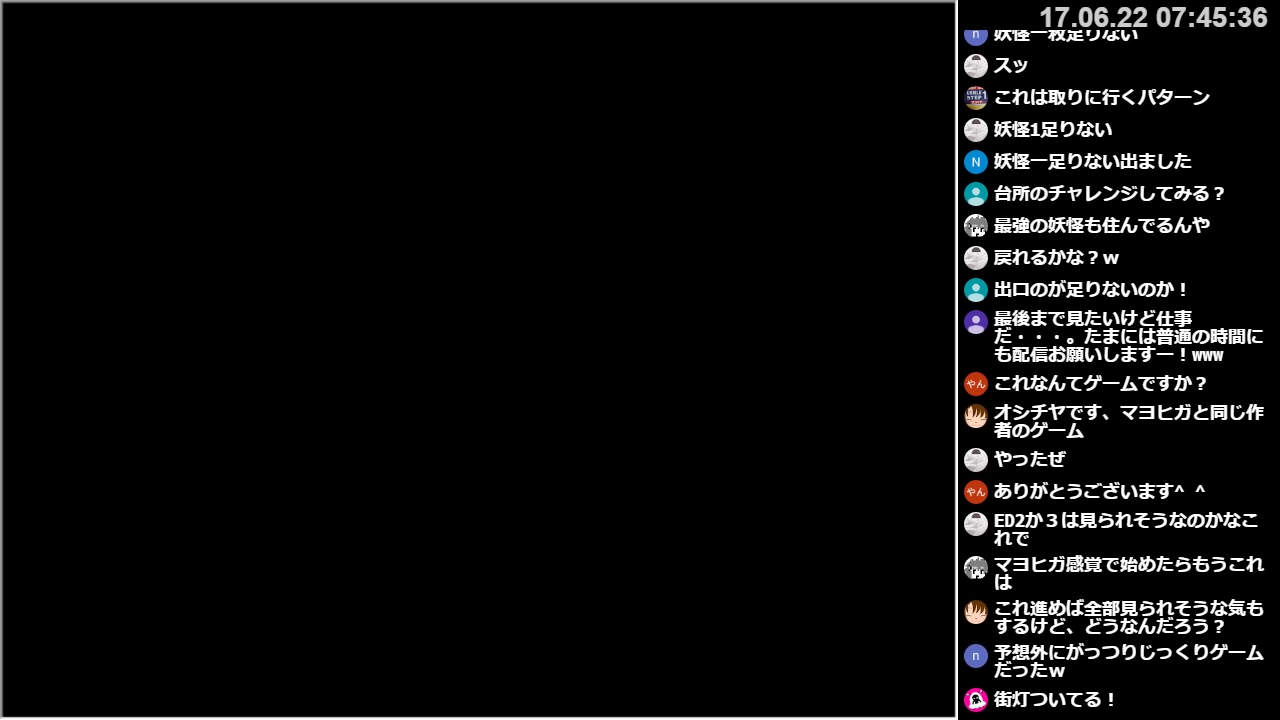 17.06.22 07:45:36
妖怪一枚足りない
スッ
これは取りに行くパターン
妖怪1足りない
N
妖怪一足りない出ました
台所のチャレンジしてみる？
最強の妖怪も住んでるんや
戻れるかな？ｗ
出口のが足りないのか！
最後まで見たいけど仕事
だ・・・。たまには普通の時間に
も配信お願いしますー！www
やん
これなんてゲームですか？
オシチヤです、マヨヒガと同じ作
者のゲーム
やったぜ
やん
ありがとうございます^ ^
ED2か３は見られそうなのかなこ
れで
マヨヒガ感覚で始めたらもうこれ
は
これ進めば全部見られそうな気も
するけど、どうなんだろう？
n
予想外にがっつりじっくりゲーム
だったｗ
街灯ついてる！